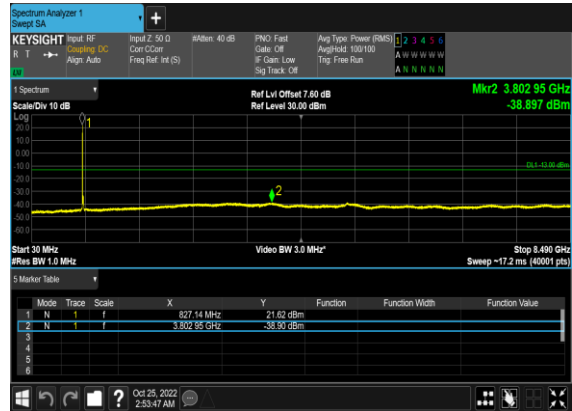 Spectrum Analyzer 1
Swept SA
+
KEYSIGHT Input: RF Input Z: 50 Ω #Atten: 40 dB PNO: Fast Avg Type: Power (RMS) 1 2 3 4 5 6
R T Coupling: DC Corr CCorr Gate: Off Avg|Hold: 100/100 A W W W W W
Align: Auto Freq Ref: Int (S) IF Gain: Low Trig: Free Run
Sig Track: Off A N N N N N
1 Spectrum Ref Lvl Offset 7.60 dB Mkr2 3.802 95 GHz
Scale/Div 10 dB Ref Level 30.00 dBm -38.897 dBm
Log
1
20.0
10.0
0.00
-10.0
DL1 -13.00 dBm
-20.0
-30.0
2
-40.0
-50.0
-60.0
Start 30 MHz Video BW 3.0 MHz* Stop 8.490 GHz
#Res BW 1.0 MHz Sweep ~17.2 ms (40001 pts)
5 Marker Table
Mode Trace Scale X Y Function Function Width Function Value
1 N 1 f 827.14 MHz 21.62 dBm
2 N 1 f 3.802 95 GHz -38.90 dBm
3
4
5
6
? Oct 25, 2022
2:53:47 AM